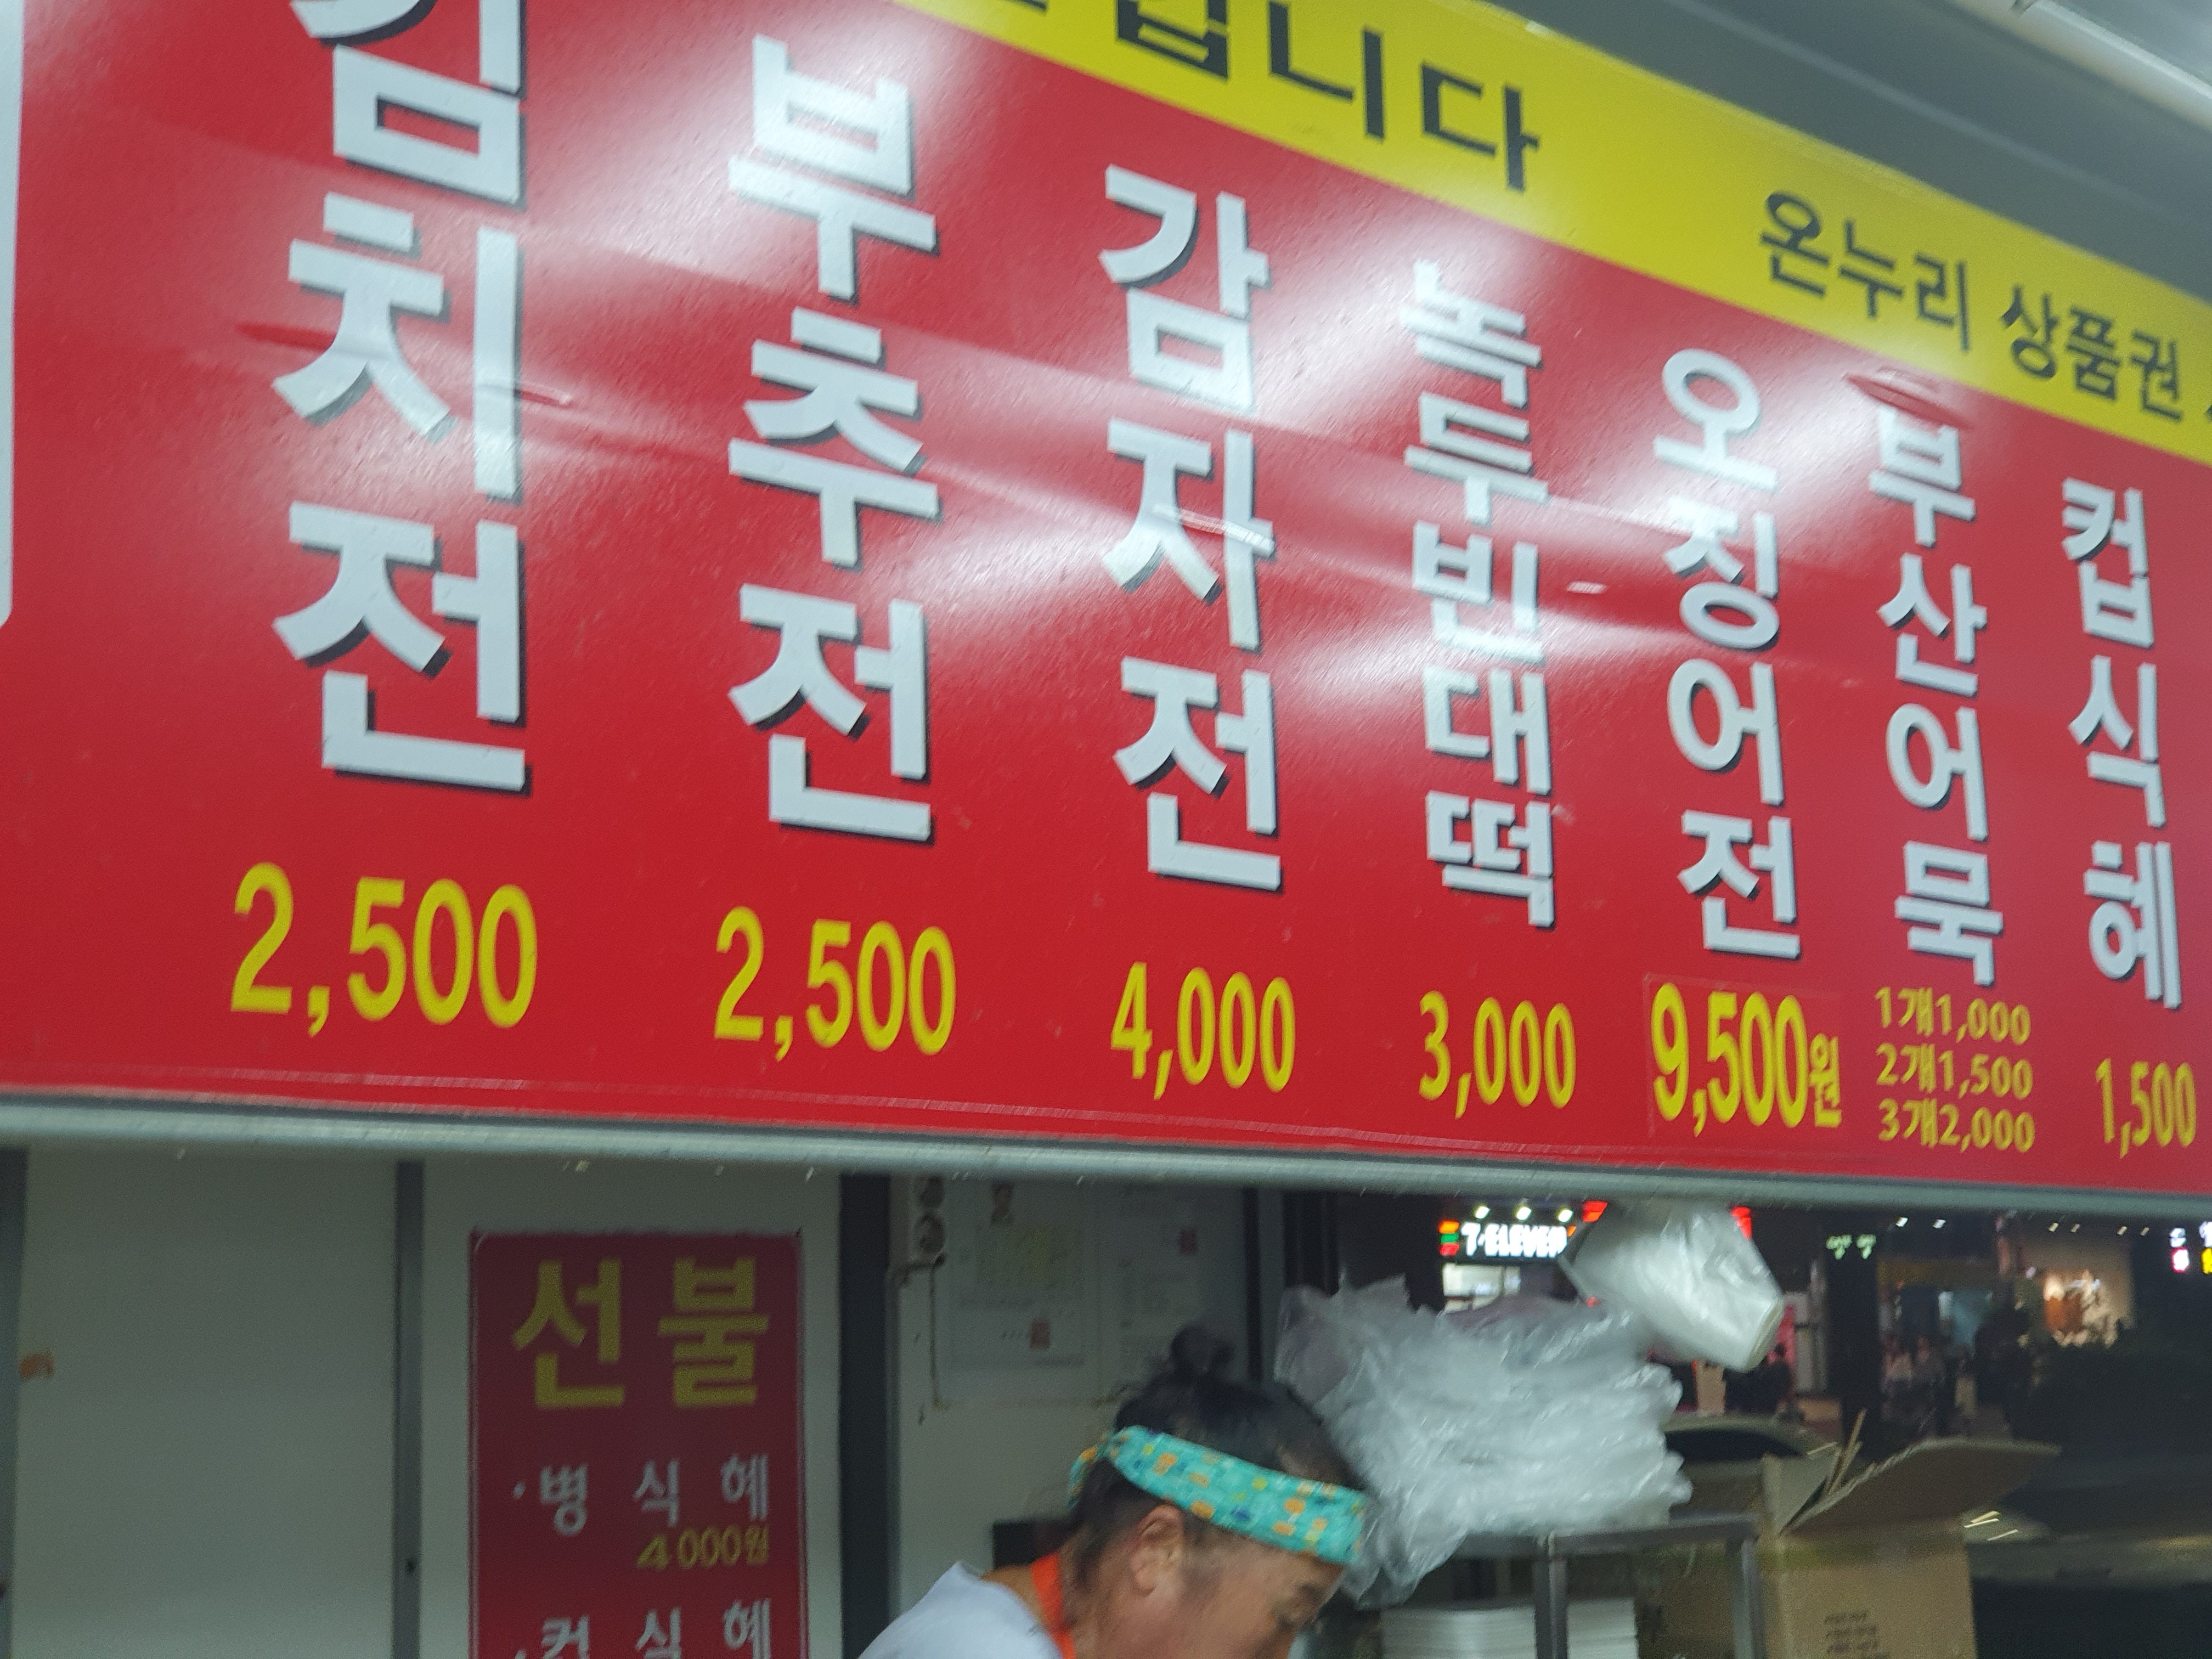 습니다
온누리 상품권
김치전
2,500
부추전
2,500
감자전
4,000
녹두빈대떡
3,000
오징어전
9,500원
부산어묵
1개1,000
2개1,500
3개2,000
컵식혜
1,500
선불
· 병 식 혜
4,000원
· 컵 식 혜
7-ELEVEN